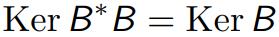 Ker B* B = Ker B